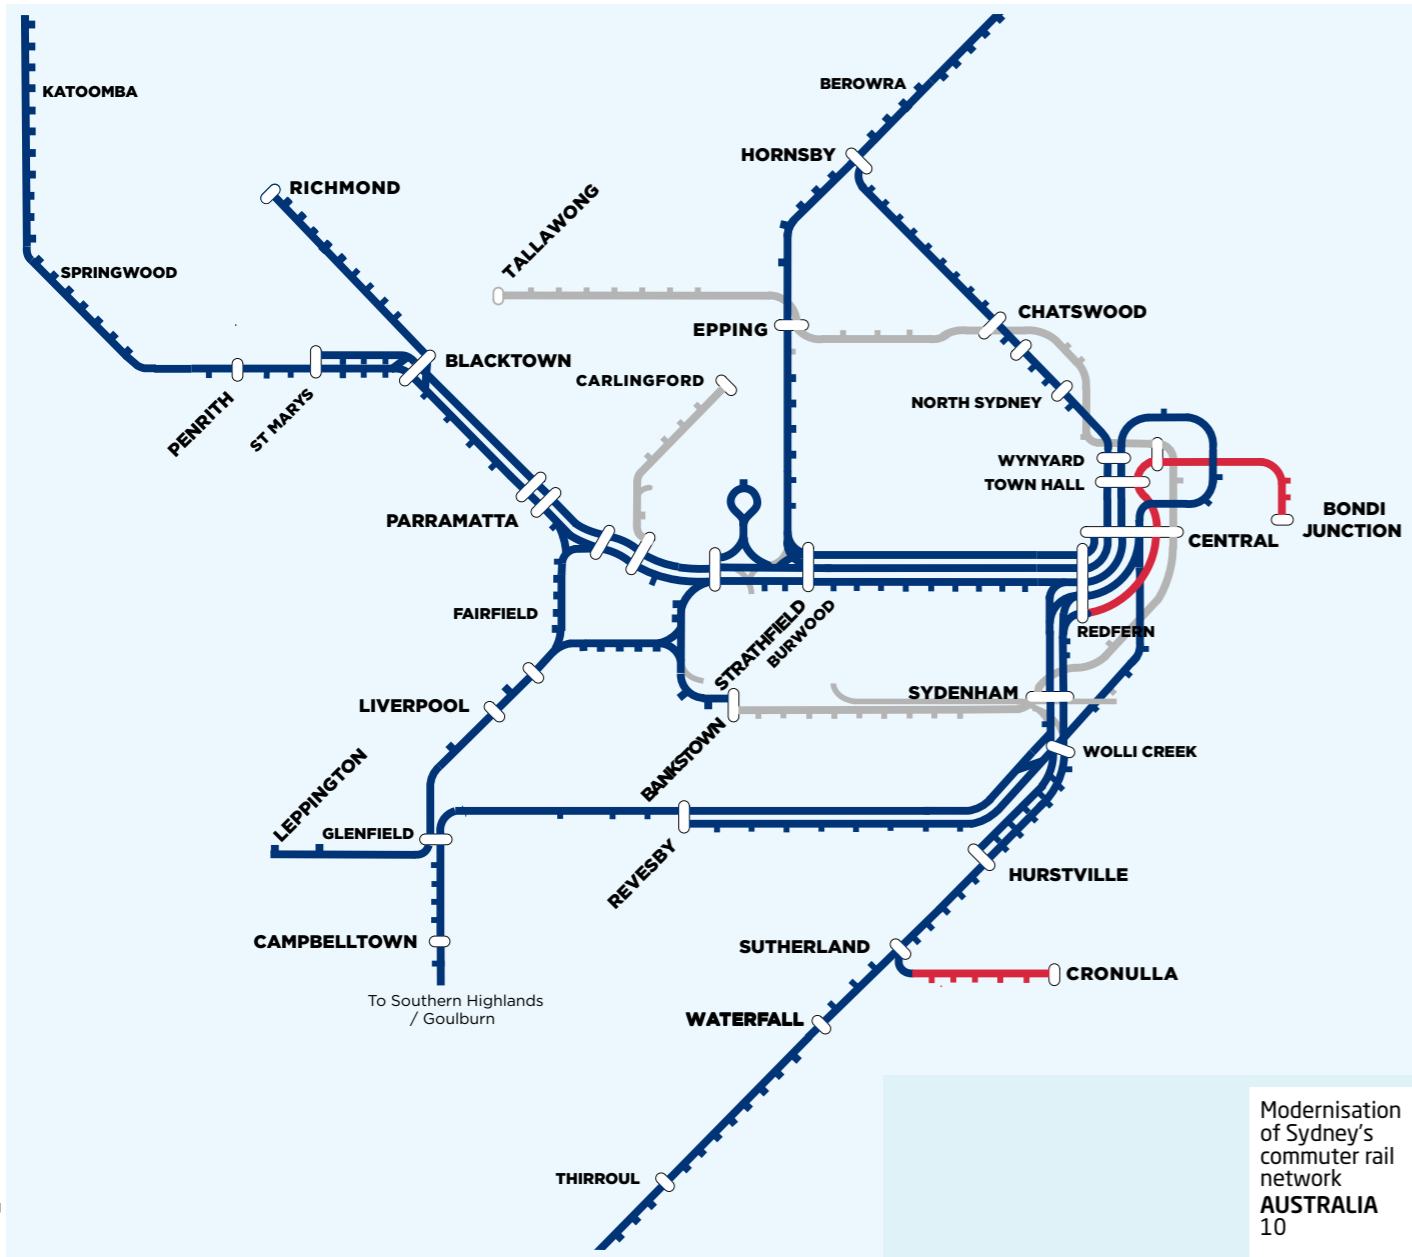 KATOOMBA
BEROWRA
HORNSBY
RICHMOND
TALLAWONG
SPRINGWOOD
CHATSWOOD
EPPING
BLACKTOWN
CARLINGFORD
NORTH SYDNEY
PENRITH
ST MARYS
WYNYARD
TOWN HALL
BONDI
JUNCTION
PARRAMATTA
CENTRAL
FAIRFIELD
STRATHFIELD
BURWOOD
REDFERN
LIVERPOOL
SYDENHAM
BANKSTOWN
WOLLI CREEK
LEPPINGTON
GLENFIELD
REVESBY
HURSTVILLE
CAMPBELLTOWN
SUTHERLAND
CRONULLA
To Southern Highlands
/ Goulburn
WATERFALL
THIRROUL
Modernisation
of Sydney's
commuter rail
network
AUSTRALIA
10